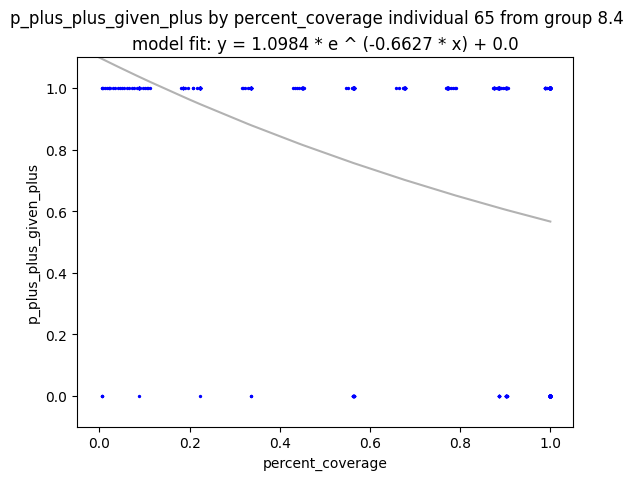 p_plus_plus_given_plus by percent_coverage individual 65 from group 8.4
model fit: y = 1.0984 * e ^ (-0.6627 * x) + 0.0
p_plus_plus_given_plus
1.0
0.8
0.6
0.4
0.2
0.0
0.0 0.2 0.4 0.6 0.8 1.0
percent_coverage